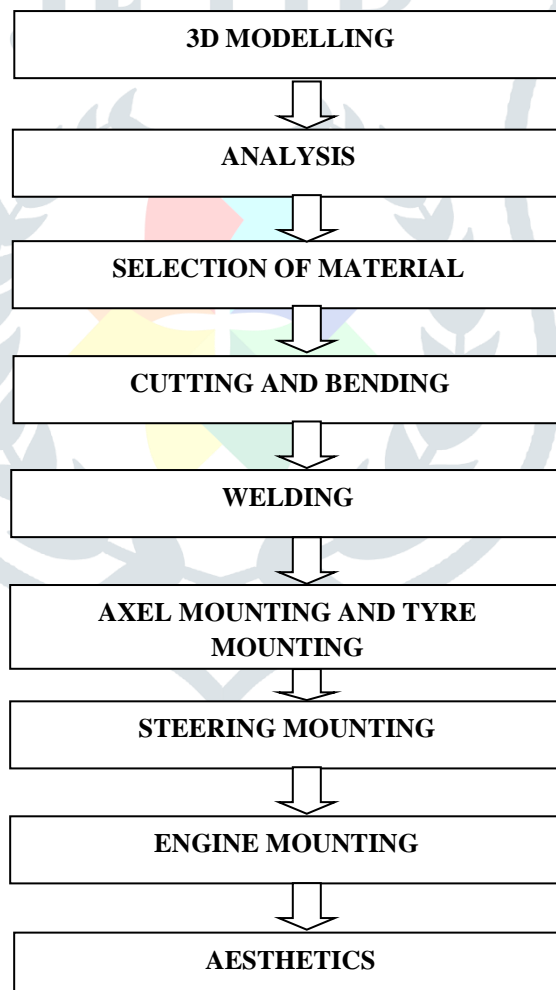 3D MODELLING
ANALYSIS
SELECTION OF MATERIAL
CUTTING AND BENDING
WELDING
AXEL MOUNTING AND TYRE
MOUNTING
STEERING MOUNTING
ENGINE MOUNTING
AESTHETICS